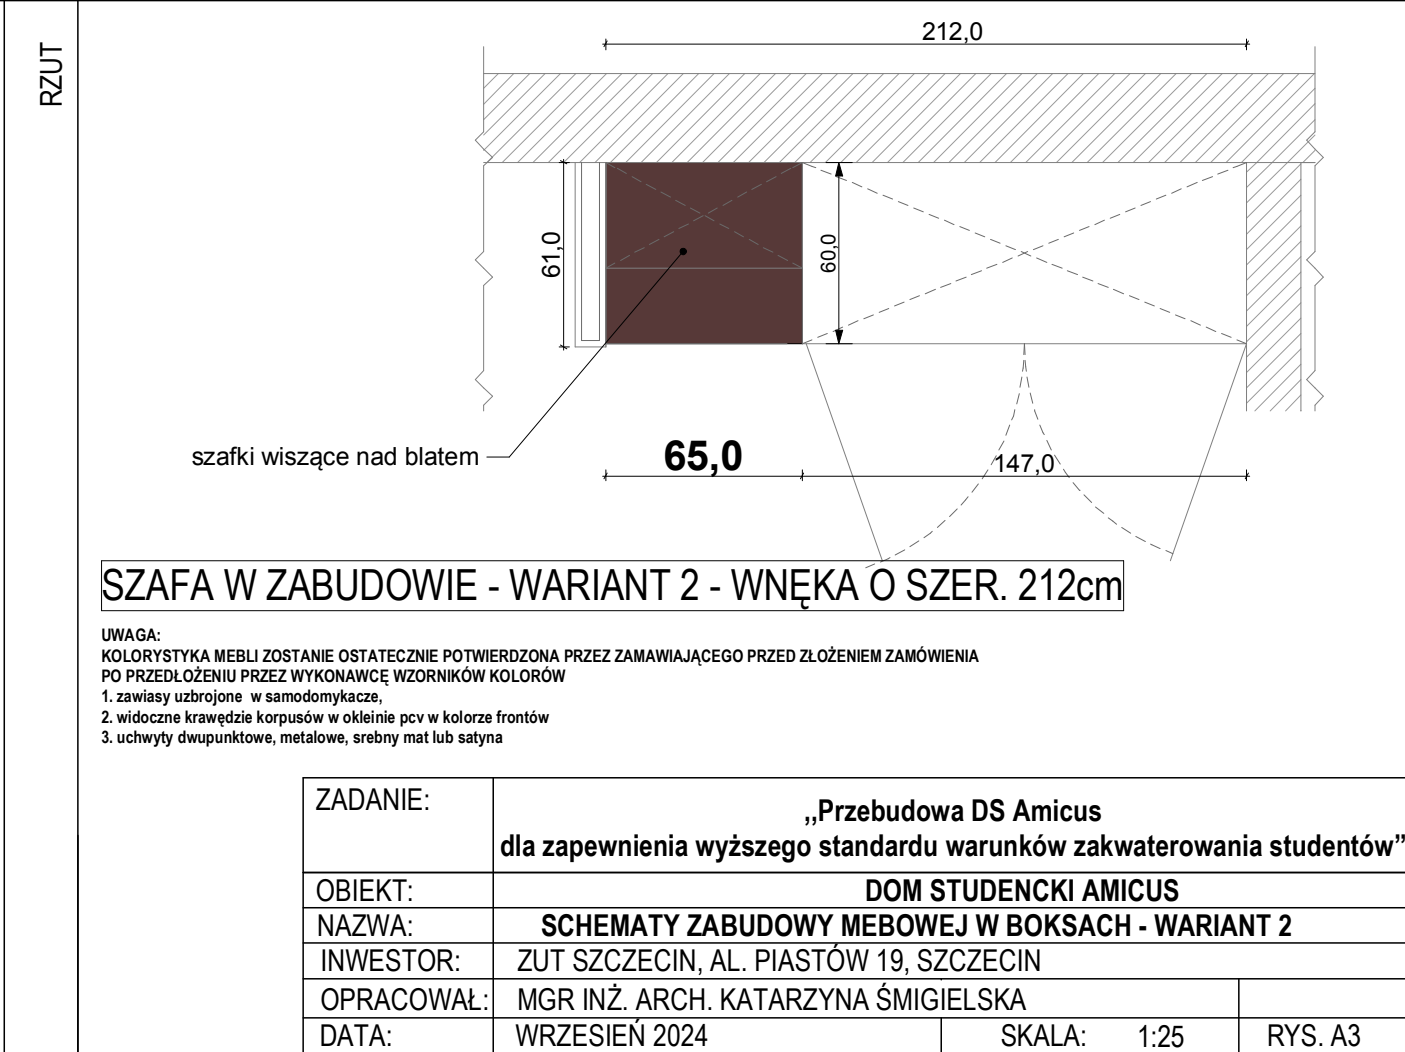 RZUT
212,0
61,0
60,0
szafki wiszące nad blatem
65,0
147,0
SZAFA W ZABUDOWIE - WARIANT 2 - WNĘKA O SZER. 212cm
UWAGA:
KOLORYSTYKA MEBLI ZOSTANIE OSTATECZNIE POTWIERDZONA PRZEZ ZAMAWIAJĄCEGO PRZED ZŁOŻENIEM ZAMÓWIENIA
PO PRZEDŁOŻENIU PRZEZ WYKONAWCĘ WZORNIKÓW KOLORÓW
1. zawiasy uzbrojone w samodomykacze,
2. widoczne krawędzie korpusów w okleinie pcv w kolorze frontów
3. uchwyty dwupunktowe, metalowe, srebny mat lub satyna
ZADANIE:
,,Przebudowa DS Amicus
dla zapewnienia wyższego standardu warunków zakwaterowania studentów”
OBIEKT: DOM STUDENCKI AMICUS
NAZWA: SCHEMATY ZABUDOWY MEBOWEJ W BOKSACH - WARIANT 2
INWESTOR: ZUT SZCZECIN, AL. PIASTÓW 19, SZCZECIN
OPRACOWAŁ: MGR INŻ. ARCH. KATARZYNA ŚMIGIELSKA
DATA: WRZESIEŃ 2024 SKALA: 1:25 RYS. A3